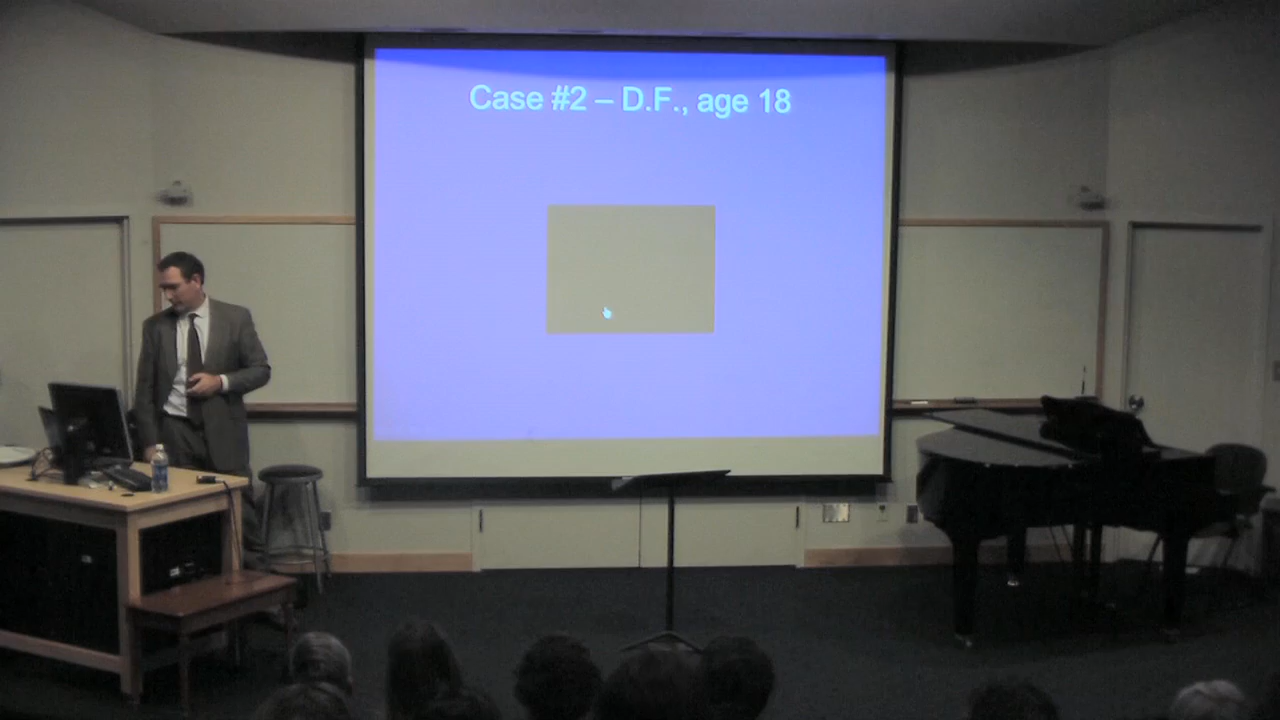 Case #2 – D.F., age 18